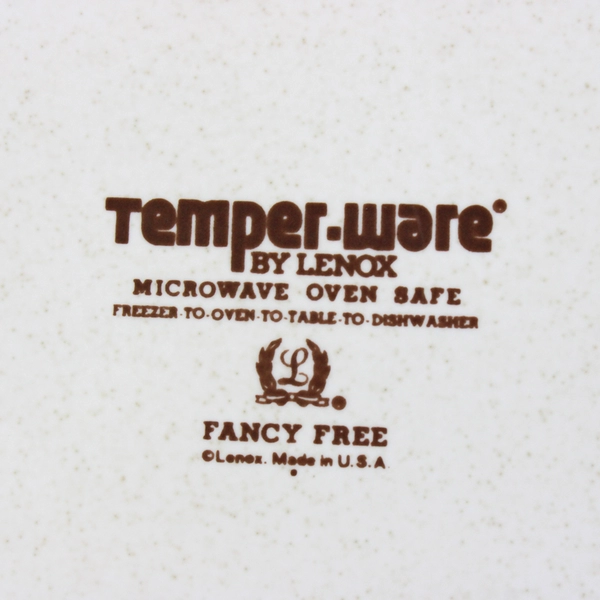 Temper-ware®
BY LENOX
MICROWAVE OVEN SAFE
FREEZER-TO-OVEN-TO-TABLE-TO-DISHWASHER
L
FANCY FREE
©Lenox. Made in U.S.A